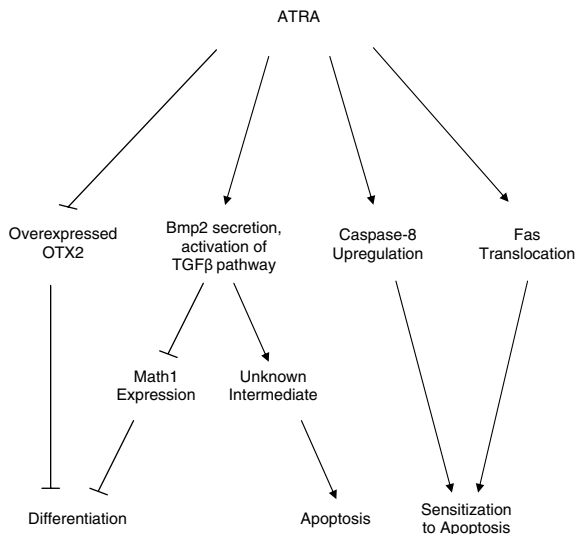 ATRA
Overexpressed
OTX2
Bmp2 secretion,
activation of
TGFβ pathway
Caspase-8
Upregulation
Fas
Translocation
Math1
Expression
Unknown
Intermediate
Differentiation
Apoptosis
Sensitization
to Apoptosis